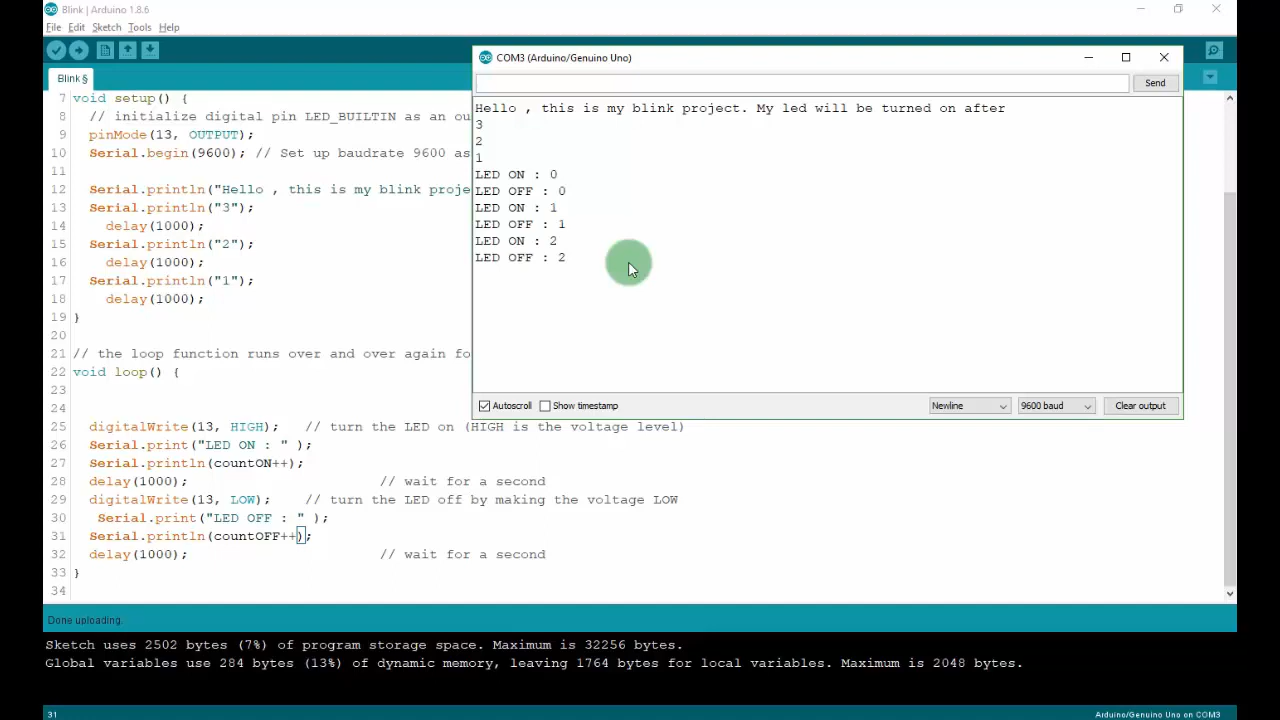 Blink | Arduino 1.8.6
File Edit Sketch Tools Help
Blink §
7 void setup() {
8 // initialize digital pin LED_BUILTIN as an ou
9 pinMode(13, OUTPUT);
10 Serial.begin(9600); // Set up baudrate 9600 as
11
12 Serial.println("Hello , this is my blink proje
13 Serial.println("3");
14 delay(1000);
15 Serial.println("2");
16 delay(1000);
17 Serial.println("1");
18 delay(1000);
19 }
20
21 // the loop function runs over and over again fo
22 void loop() {
23
24
25 digitalWrite(13, HIGH); // turn the LED on (HIGH is the voltage level)
26 Serial.print("LED ON : " );
27 Serial.println(countON++);
28 delay(1000); // wait for a second
29 digitalWrite(13, LOW); // turn the LED off by making the voltage LOW
30 Serial.print("LED OFF : " );
31 Serial.println(countOFF++);
32 delay(1000); // wait for a second
33 }
34
COM3 (Arduino/Genuino Uno)
Send
Hello , this is my blink project. My led will be turned on after
3
2
1
LED ON : 0
LED OFF : 0
LED ON : 1
LED OFF : 1
LED ON : 2
LED OFF : 2
Autoscroll Show timestamp Newline 9600 baud Clear output
Done uploading.
Sketch uses 2502 bytes (7%) of program storage space. Maximum is 32256 bytes.
Global variables use 284 bytes (13%) of dynamic memory, leaving 1764 bytes for local variables. Maximum is 2048 bytes.
31 Arduino/Genuino Uno on COM3